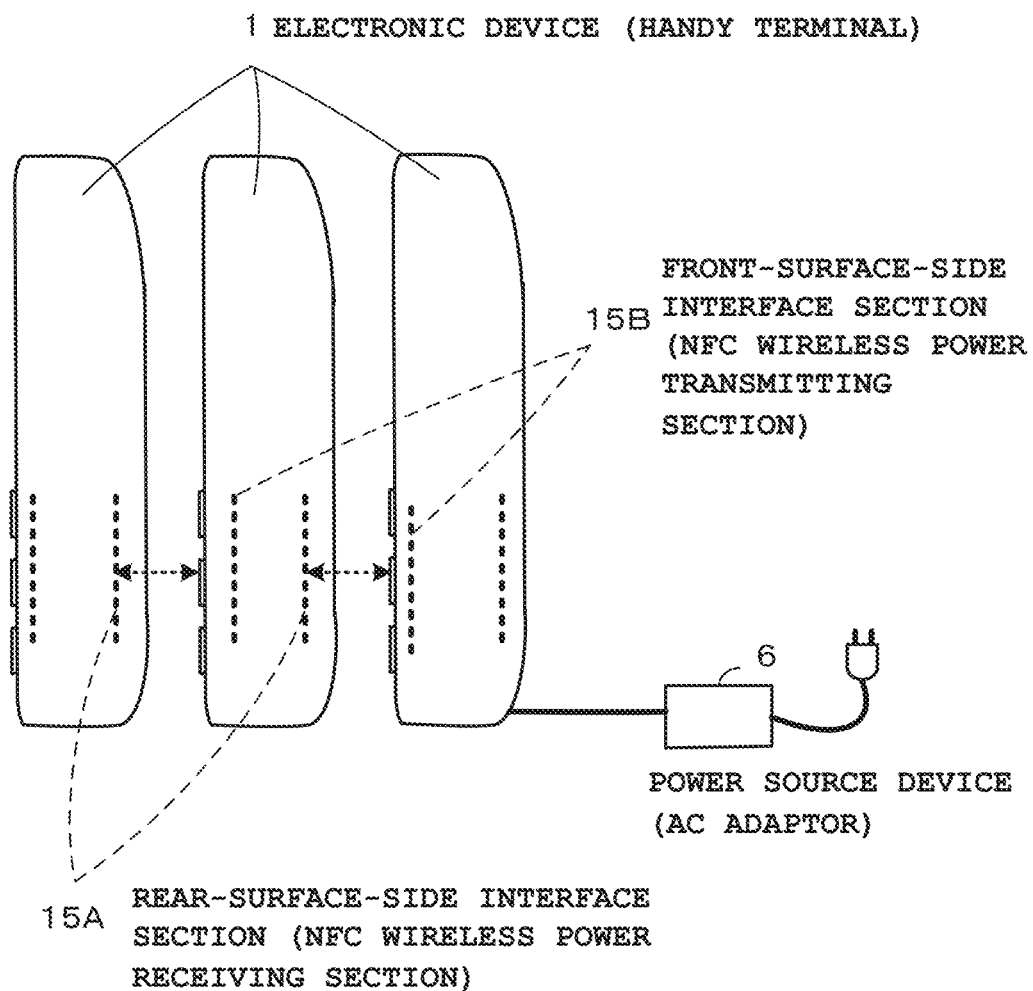 1 ELECTRONIC DEVICE (HANDY TERMINAL)
15B
FRONT-SURFACE-SIDE
INTERFACE SECTION
(NFC WIRELESS POWER
TRANSMITTING
SECTION)
6
POWER SOURCE DEVICE
(AC ADAPTOR)
15A
REAR-SURFACE-SIDE INTERFACE
SECTION (NFC WIRELESS POWER
RECEIVING SECTION)